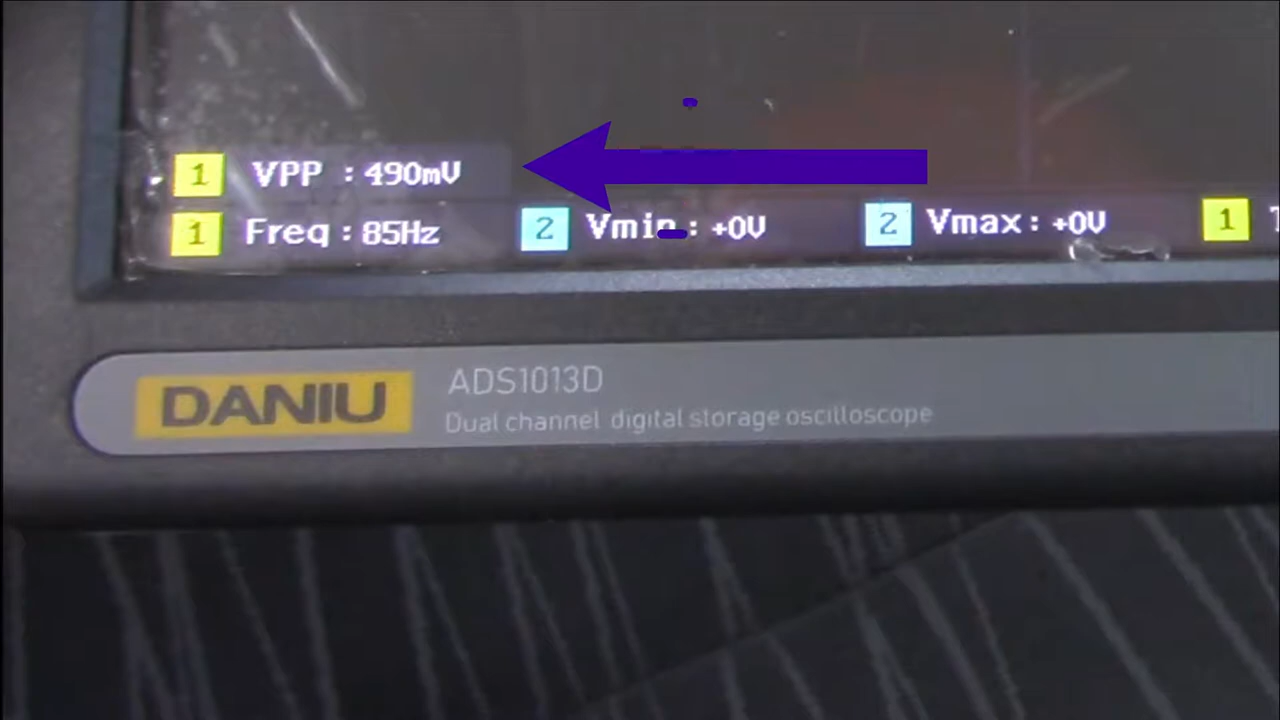 1 VPP : 490mV
1 Freq : 85Hz 2 Vmin : +0V 2 Vmax : +0V 1
DANIU ADS1013D
Dual channel digital storage oscilloscope